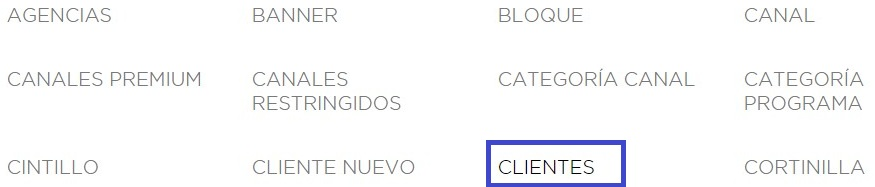 AGENCIAS
BANNER
BLOQUE
CANAL
CANALES PREMIUM
CANALES
RESTRINGIDOS
CATEGORÍA CANAL
CATEGORÍA
PROGRAMA
CINTILLO
CLIENTE NUEVO
CLIENTES
CORTINILLA